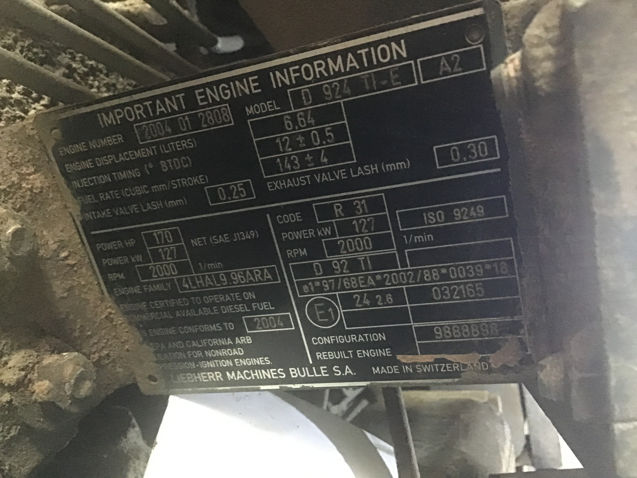 IMPORTANT ENGINE INFORMATION
ENGINE NUMBER 2004 01 2808 MODEL D 924 TI-E A2
ENGINE DISPLACEMENT (LITERS) 6,64
INJECTION TIMING (° BTDC) 12 ± 0,5
FUEL RATE (CUBIC mm/STROKE) 143 ± 4
INTAKE VALVE LASH (mm) 0,25 EXHAUST VALVE LASH (mm) 0,30
POWER HP 170 NET (SAE J1349)
POWER kW 127
RPM 2000 1/min
ENGINE FAMILY 4LHAL9.96ARA
ENGINE CERTIFIED TO OPERATE ON
COMMERCIAL AVAILABLE DIESEL FUEL
ENGINE CONFORMS TO 2004
EPA AND CALIFORNIA ARB
FOR NONROAD
IGNITION ENGINES.
LIEBHERR MACHINES BULLE S.A. MADE IN SWITZERLAND
CODE R 31
POWER kW 127 ISO 9249
RPM 2000 1/min
D 92 TI
e1*97/68EA*2002/88*0039*
E1 24 2.6 032165
CONFIGURATION 9888898
REBUILT ENGINE